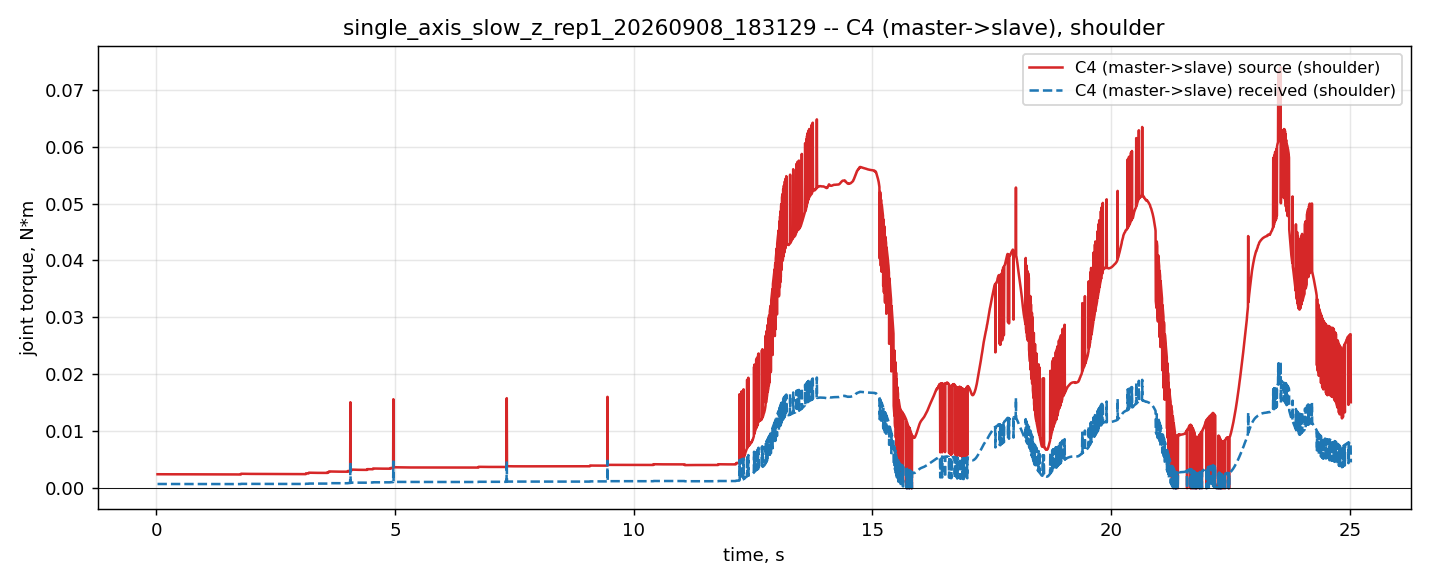 single_axis_slow_z_rep1_20260908_183129 -- C4 (master->slave), shoulder
C4 (master->slave) source (shoulder)
C4 (master->slave) received (shoulder)
joint torque, N*m
0.07
0.06
0.05
0.04
0.03
0.02
0.01
0.00
0 5 10 15 20 25
time, s